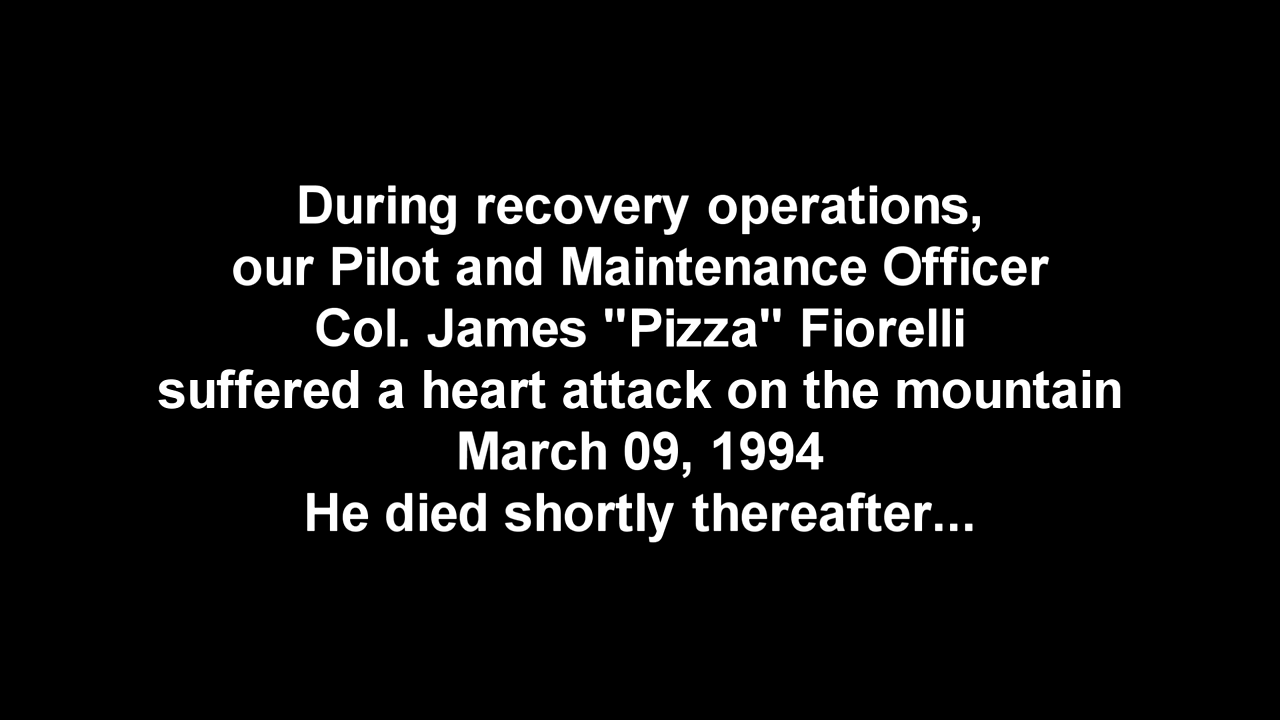 During recovery operations,
our Pilot and Maintenance Officer
Col. James "Pizza" Fiorelli
suffered a heart attack on the mountain
March 09, 1994
He died shortly thereafter...